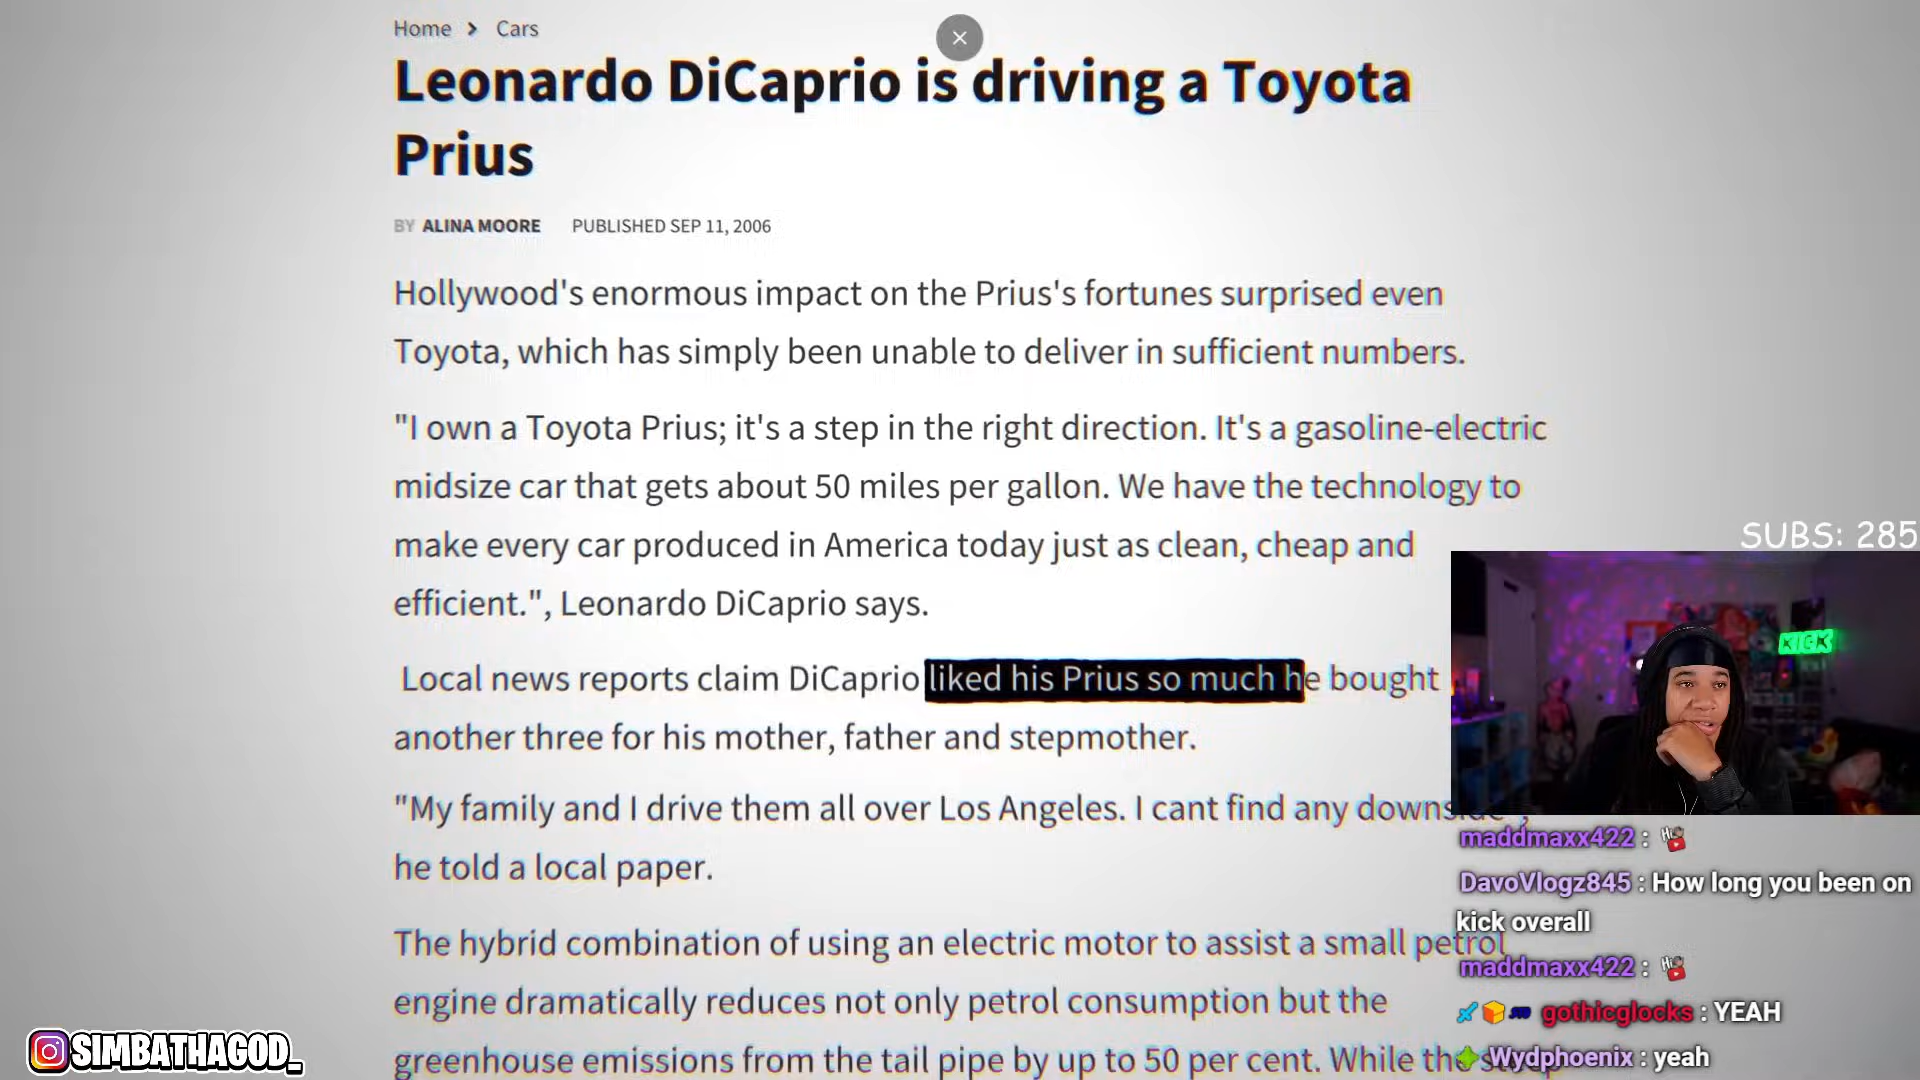 Home > Cars
Leonardo DiCaprio is driving a Toyota
Prius
BY ALINA MOORE PUBLISHED SEP 11, 2006
Hollywood's enormous impact on the Prius's fortunes surprised even
Toyota, which has simply been unable to deliver in sufficient numbers.
"I own a Toyota Prius; it's a step in the right direction. It's a gasoline-electric
midsize car that gets about 50 miles per gallon. We have the technology to
make every car produced in America today just as clean, cheap and
efficient.", Leonardo DiCaprio says.
Local news reports claim DiCaprio liked his Prius so much he bought
another three for his mother, father and stepmother.
"My family and I drive them all over Los Angeles. I cant find any downside",
he told a local paper.
The hybrid combination of using an electric motor to assist a small petrol
engine dramatically reduces not only petrol consumption but the
greenhouse emissions from the tail pipe by up to 50 per cent. While the
SUBS: 285
KICK
maddmaxx422 : Hi
DavoVlogz845 : How long you been on
kick overall
maddmaxx422 : Hi
gothicglocks : YEAH
Wydphoenix : yeah
SIMBATHAGOD_